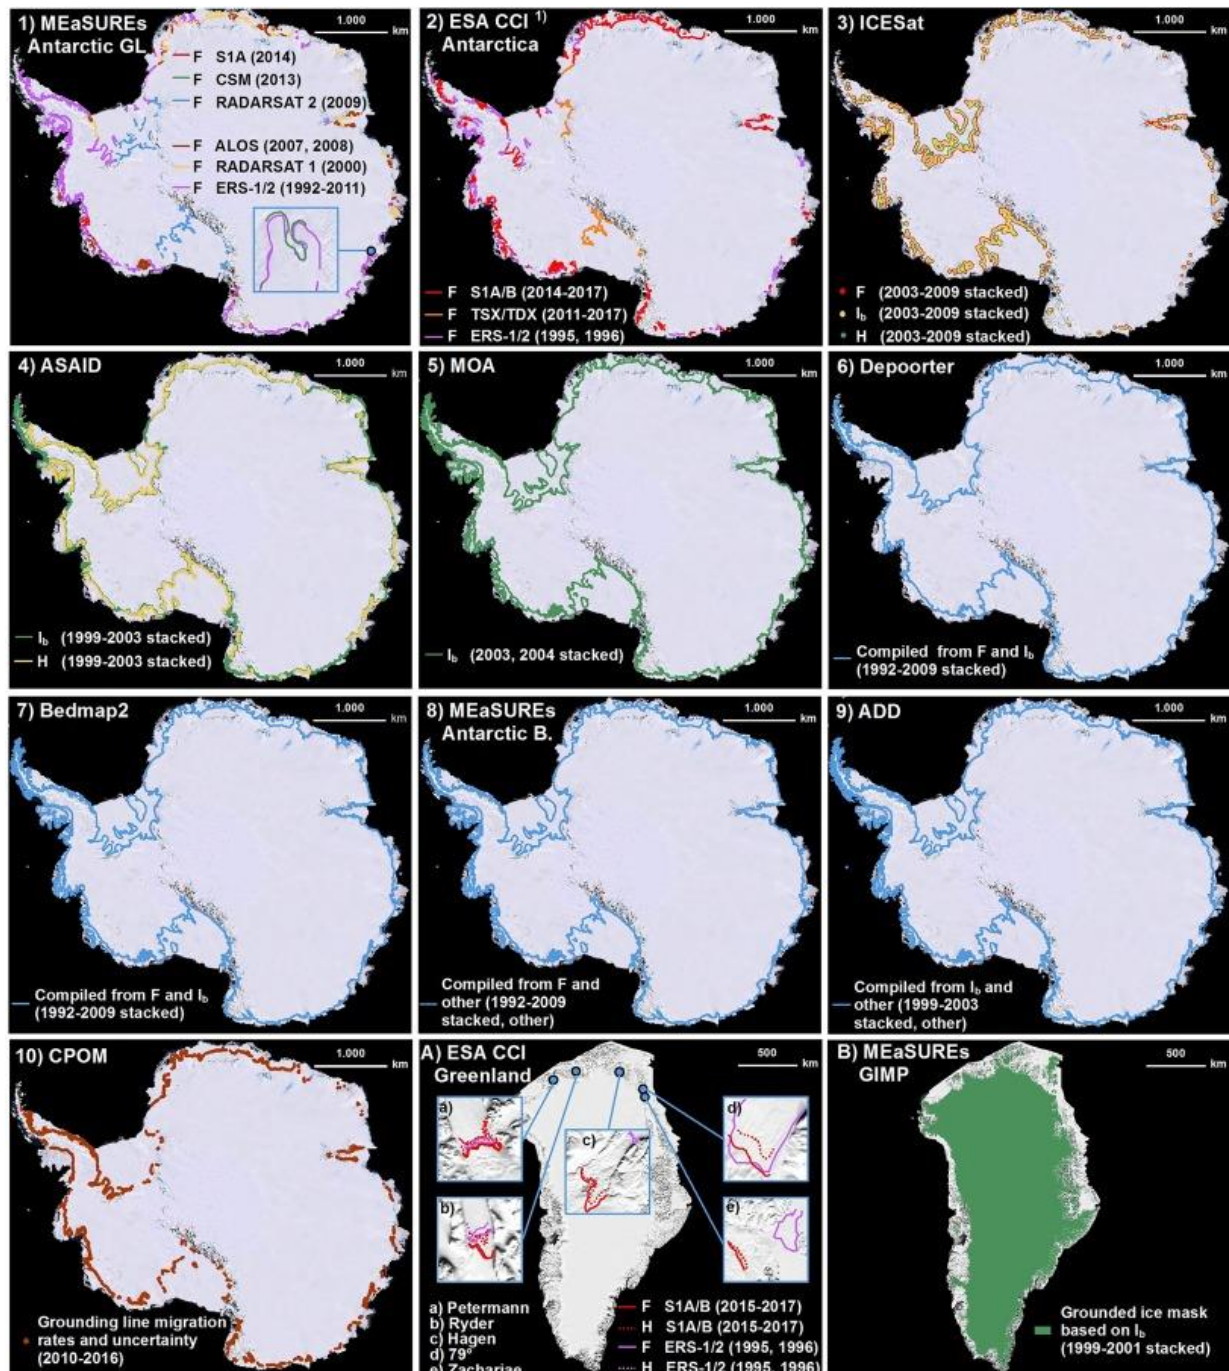 1) MEaSUREs
Antarctic GL
1.000
km
F S1A (2014)
F CSM (2013)
F RADARSAT 2 (2009)
F ALOS (2007, 2008)
F RADARSAT 1 (2000)
F ERS-1/2 (1992-2011)
2) ESA CCI 1)
Antarctica
1.000
km
F S1A/B (2014-2017)
F TSX/TDX (2011-2017)
F ERS-1/2 (1995, 1996)
3) ICESat
1.000
km
F (2003-2009 stacked)
Ib (2003-2009 stacked)
H (2003-2009 stacked)
4) ASAID
1.000
km
Ib (1999-2003 stacked)
H (1999-2003 stacked)
5) MOA
1.000
km
Ib (2003, 2004 stacked)
6) Depoorter
1.000
km
Compiled from F and Ib
(1992-2009 stacked)
7) Bedmap2
1.000
km
Compiled from F and Ib
(1992-2009 stacked)
8) MEaSUREs
Antarctic B.
1.000
km
Compiled from F and
other (1992-2009
stacked, other)
9) ADD
1.000
km
Compiled from Ib and
other (1999-2003
stacked, other)
10) CPOM
1.000
km
Grounding line migration
rates and uncertainty
(2010-2016)
A) ESA CCI
Greenland
500
km
a)
b)
c)
d)
e)
a) Petermann
b) Ryder
c) Hagen
d) 79°
e) Zachariae
F S1A/B (2015-2017)
H S1A/B (2015-2017)
F ERS-1/2 (1995, 1996)
H ERS-1/2 (1995, 1996)
B) MEaSUREs
GIMP
500
km
Grounded ice mask
based on Ib
(1999-2001 stacked)